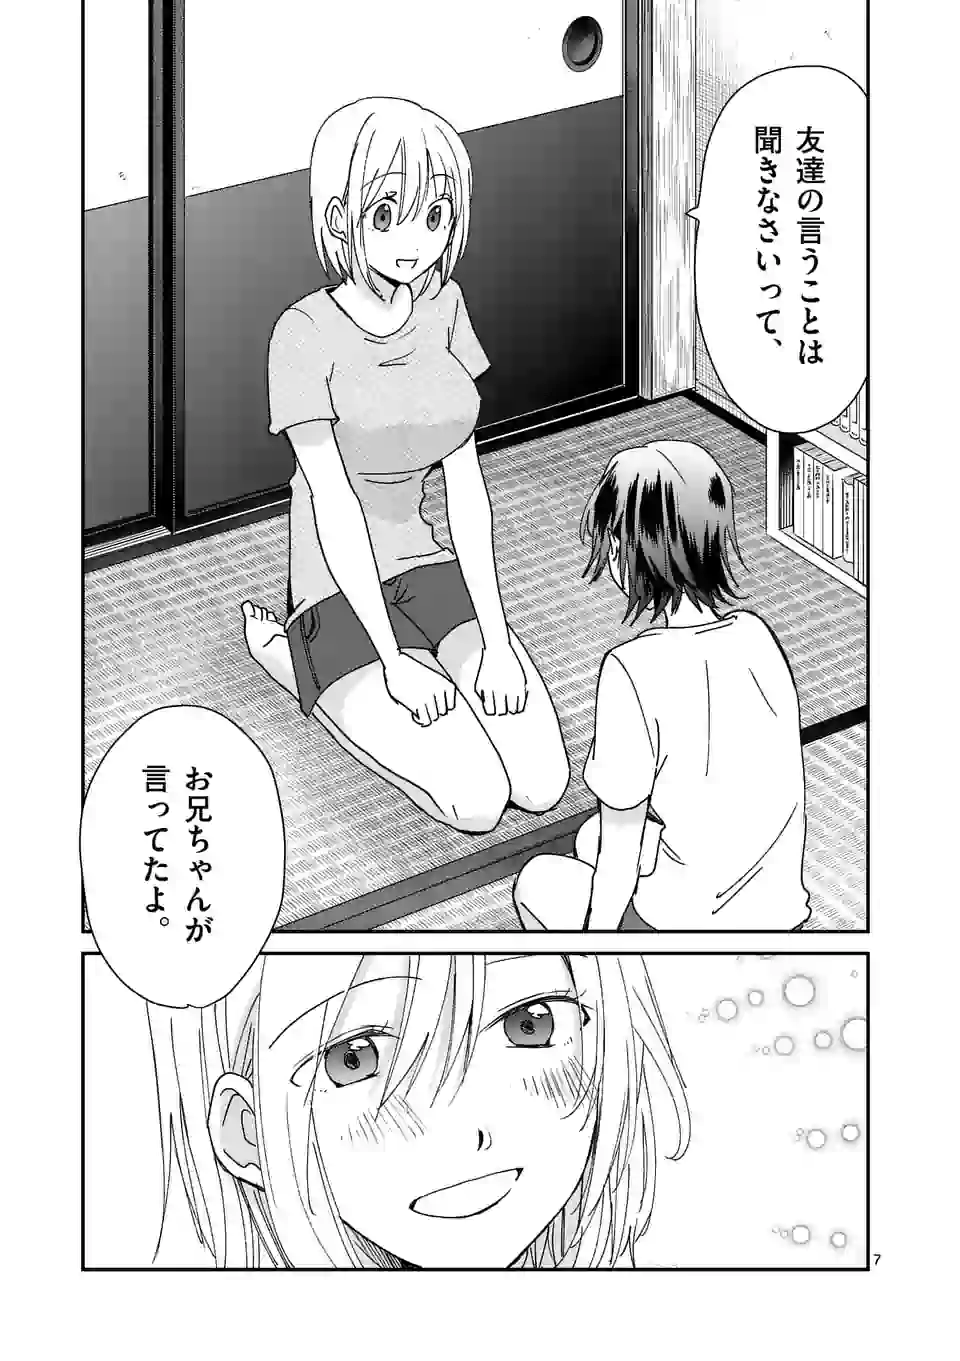 友達の言うことは
聞きなさいって、
お兄ちゃんが
言ってたよ。
7